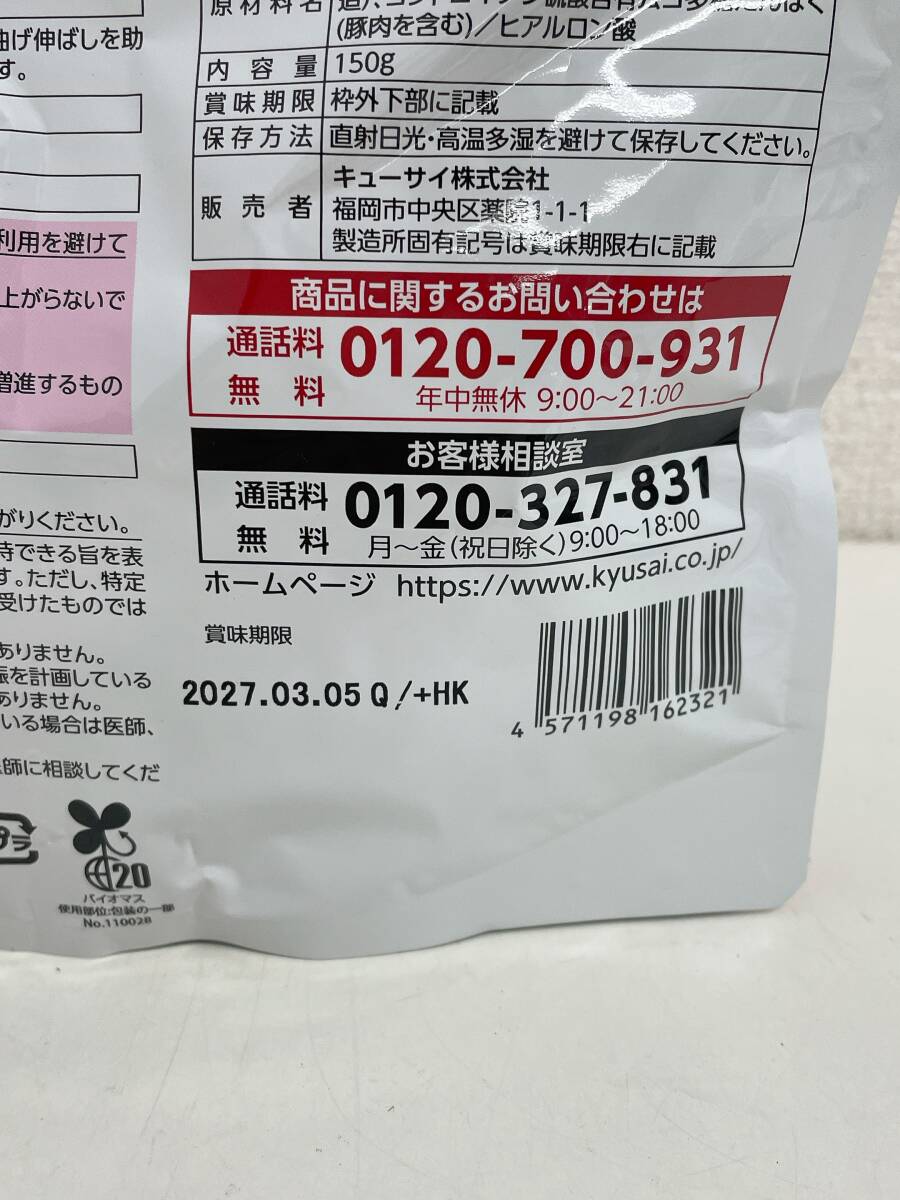 曲げ伸ばしを助
す。
利用を避けて
上がらないで
増進するもの
がりください。
待できる旨を表
す。ただし、特定
受けたものでは
ありません。
振を計画している
ありません。
いる場合は医師、
医師に相談してくだ
プラ
20
バイオマス
使用部位:包装の一部
No.110028
原材料名
(豚肉を含む)/ヒアルロン酸
内容量 150g
賞味期限 枠外下部に記載
保存方法 直射日光・高温多湿を避けて保存してください。
販売者 キューサイ株式会社
福岡市中央区薬院1-1-1
製造所固有記号は賞味期限右に記載
商品に関するお問い合わせは
通話料無料 0120-700-931
年中無休 9:00〜21:00
お客様相談室
通話料無料 0120-327-831
月〜金(祝日除く)9:00〜18:00
ホームページ https://www.kyusai.co.jp/
賞味期限
2027.03.05 Q/+HK
4 571198 162321